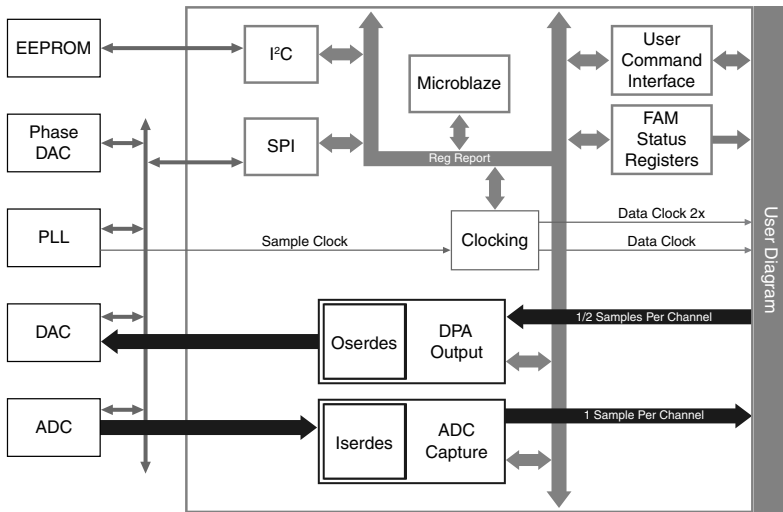 EEPROM
I²C
User
Command
Interface
Microblaze
Phase
DAC
SPI
FAM
Status
Registers
Reg Report
PLL
Sample Clock
Clocking
Data Clock 2x
Data Clock
User Diagram
DAC
Oserdes
DPA
Output
1/2 Samples Per Channel
ADC
Iserdes
ADC
Capture
1 Sample Per Channel